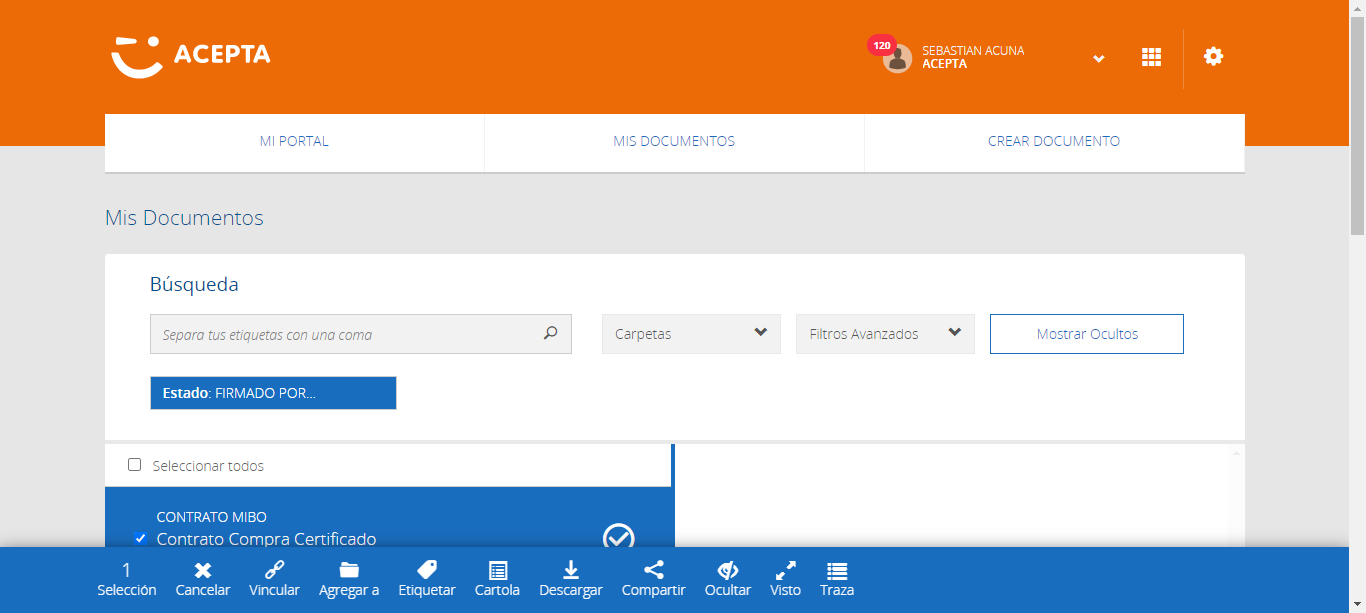 ACEPTA
120
SEBASTIAN ACUNA
ACEPTA
MI PORTAL
MIS DOCUMENTOS
CREAR DOCUMENTO
Mis Documentos
Búsqueda
Separa tus etiquetas con una coma
Carpetas
Filtros Avanzados
Mostrar Ocultos
Estado: FIRMADO POR...
Seleccionar todos
CONTRATO MIBO
Contrato Compra Certificado
1
Selección
Cancelar
Vincular
Agregar a
Etiquetar
Cartola
Descargar
Compartir
Ocultar
Visto
Traza